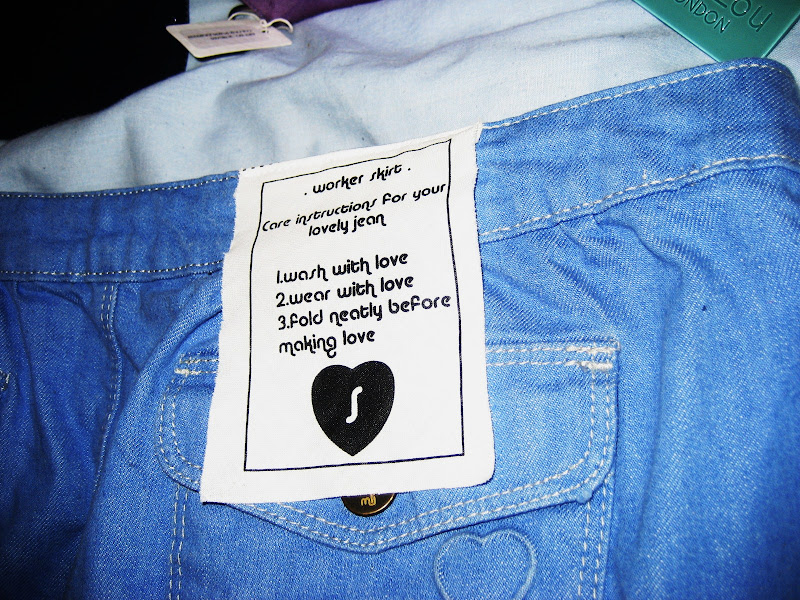 LONDON
. worker skirt .
Care instructions for your
lovely jean
1.wash with love
2.wear with love
3.fold neatly before
making love